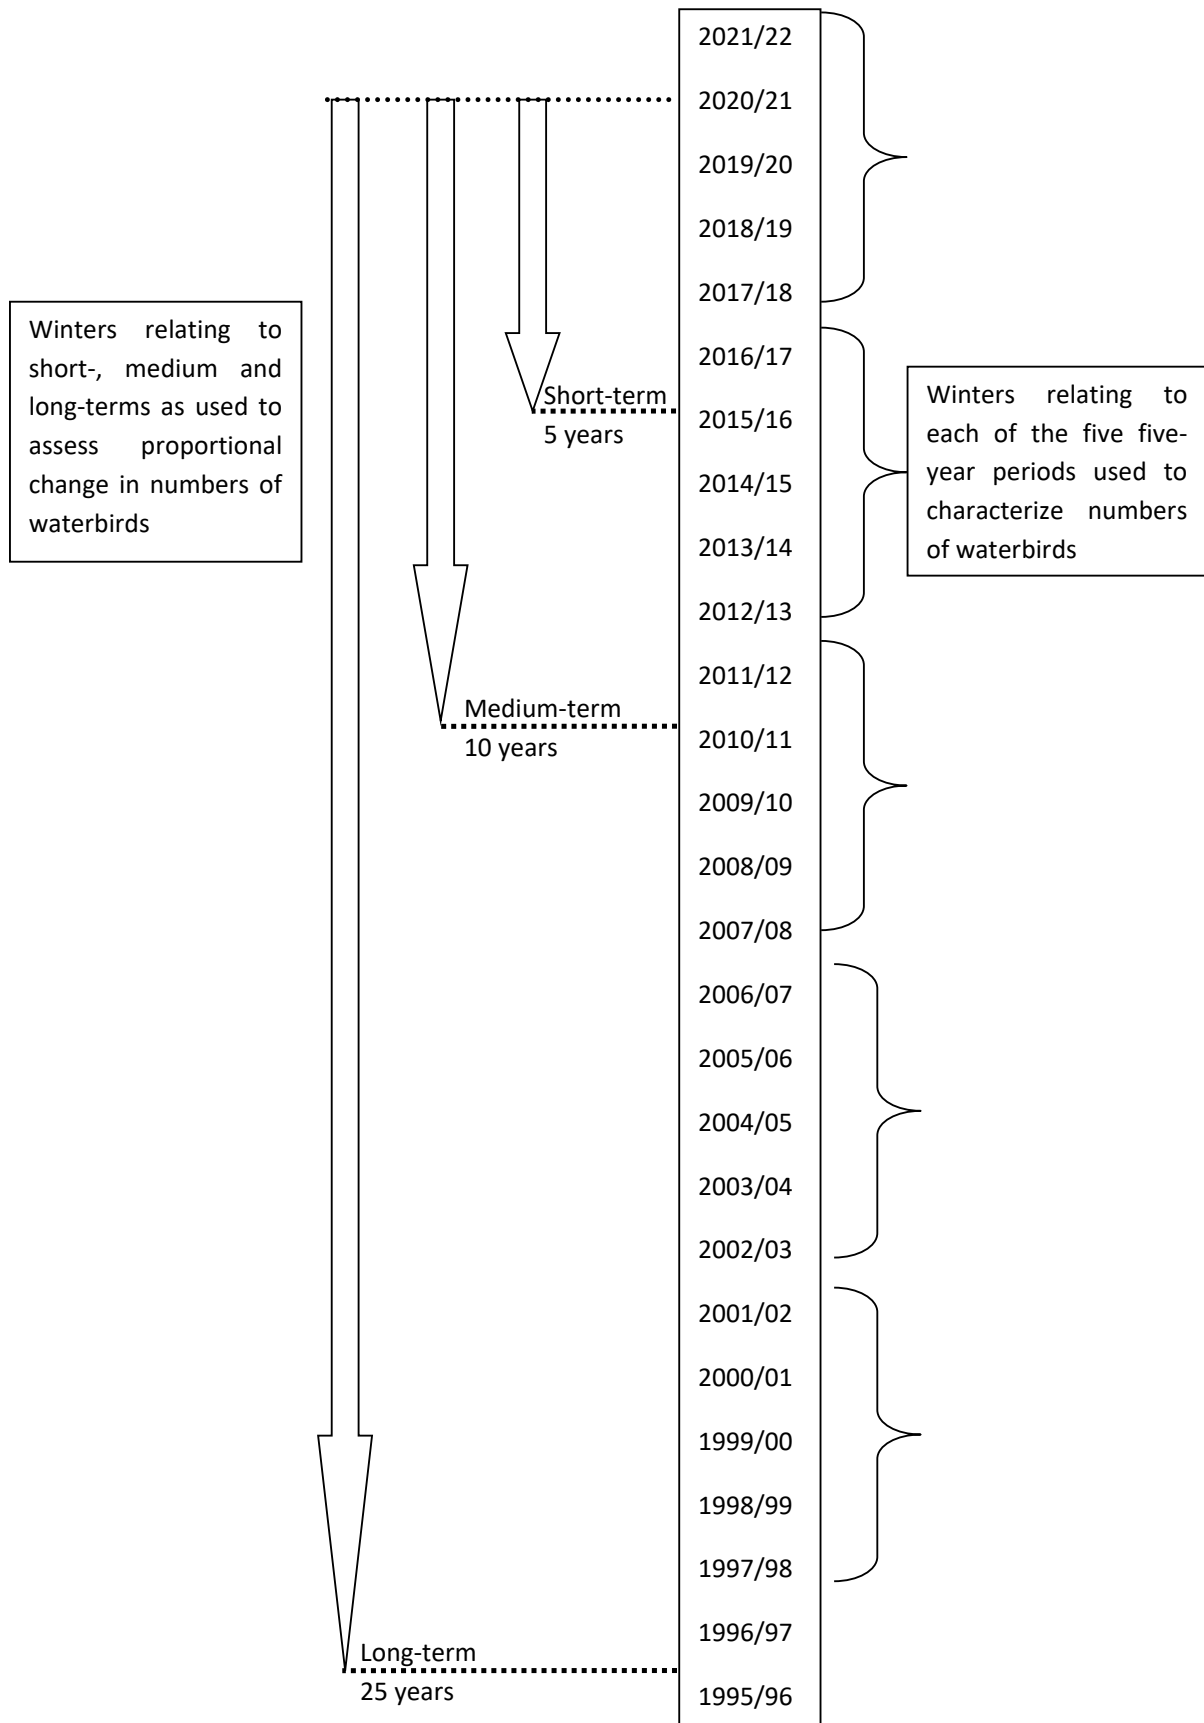 2021/22
2020/21
2019/20
2018/19
2017/18
Winters relating to
short-, medium and
long-terms as used to
assess proportional
change in numbers of
waterbirds
2016/17
Short-term
5 years
2015/16
2014/15
2013/14
2012/13
Winters relating to
each of the five five-
year periods used to
characterize numbers
of waterbirds
2011/12
Medium-term
10 years
2010/11
2009/10
2008/09
2007/08
2006/07
2005/06
2004/05
2003/04
2002/03
2001/02
2000/01
1999/00
1998/99
1997/98
1996/97
Long-term
25 years
1995/96